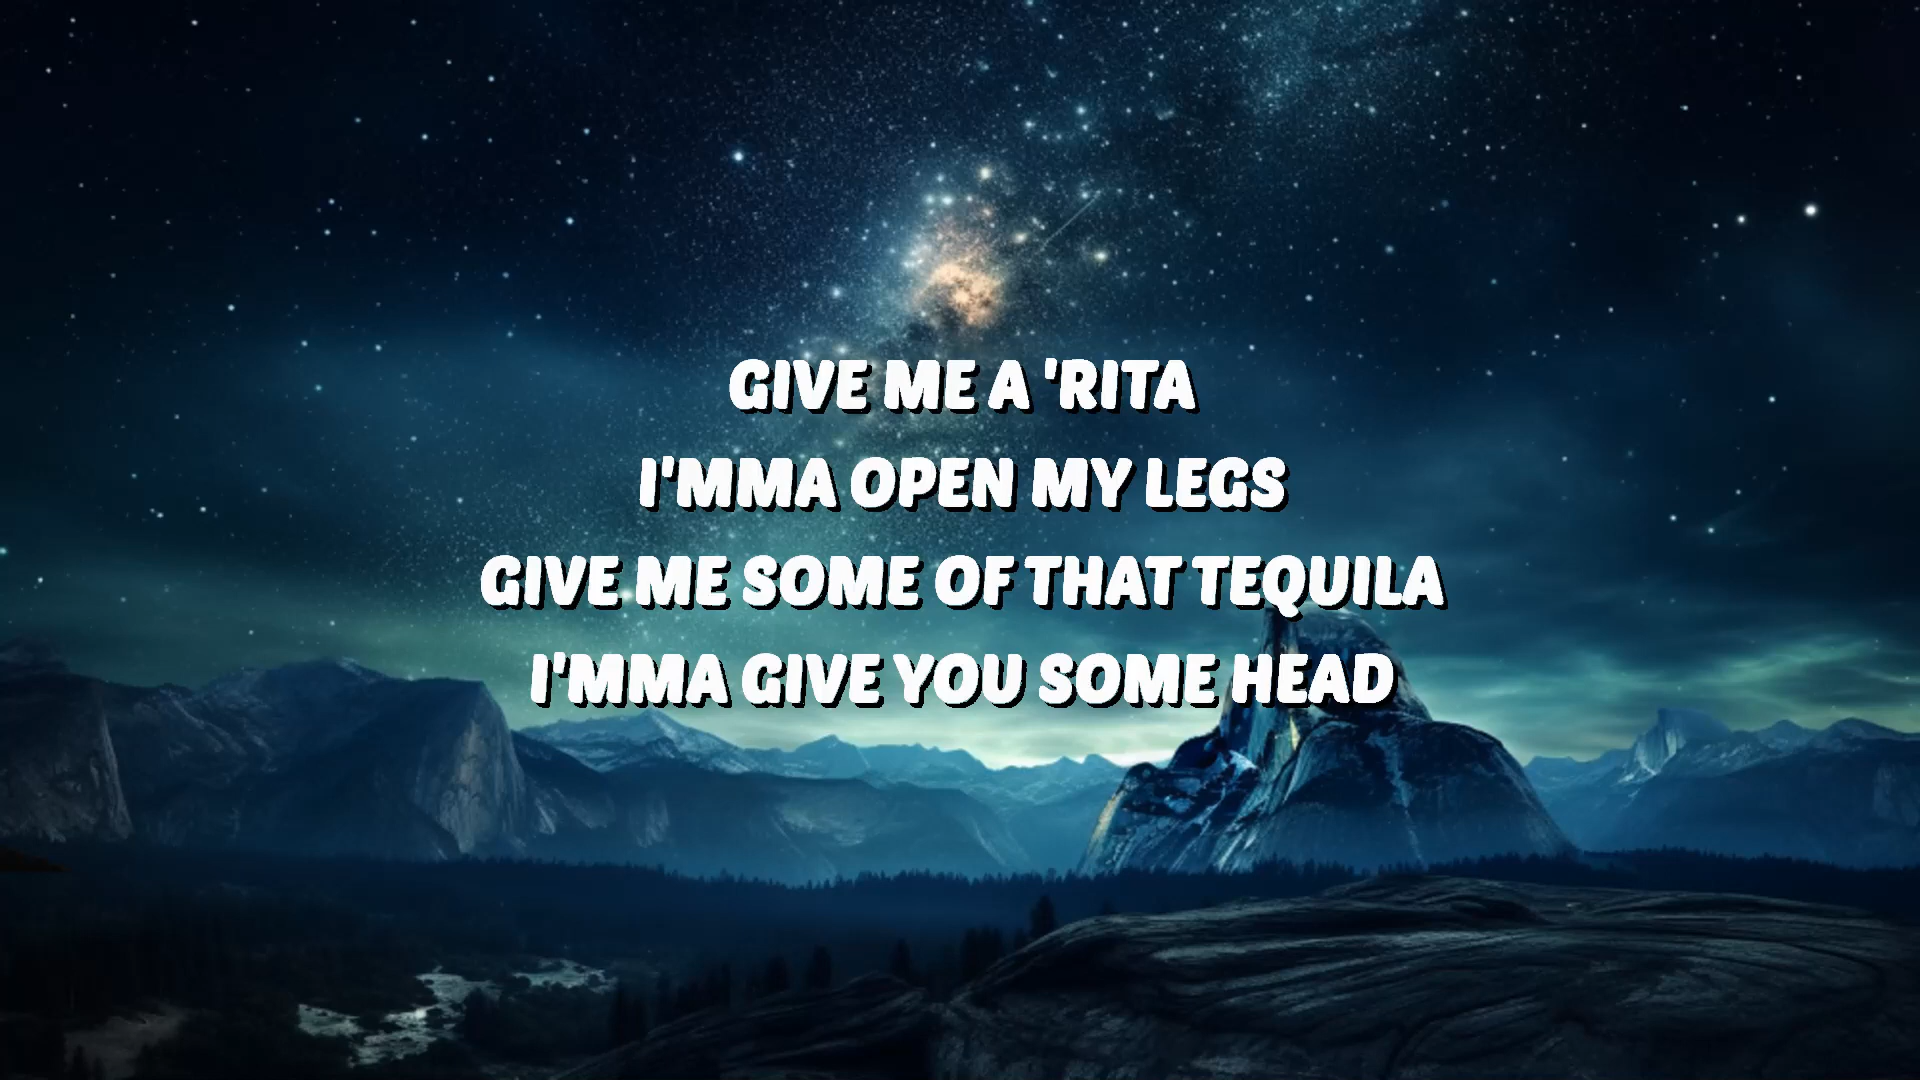 GIVE ME A 'RITA
I'MMA OPEN MY LEGS
GIVE ME SOME OF THAT TEQUILA
I'MMA GIVE YOU SOME HEAD